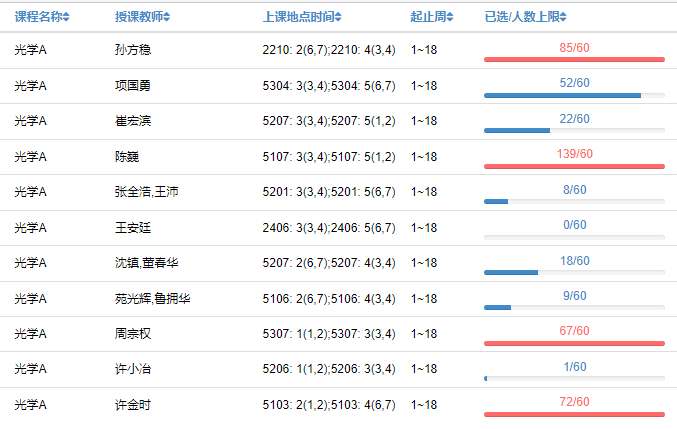 课程名称 授课教师 上课地点时间 起止周 已选/人数上限
光学A 孙方稳 2210: 2(6,7);2210: 4(3,4) 1~18 85/60
光学A 项国勇 5304: 3(3,4);5304: 5(6,7) 1~18 52/60
光学A 崔宏滨 5207: 3(3,4);5207: 5(1,2) 1~18 22/60
光学A 陈巍 5107: 3(3,4);5107: 5(1,2) 1~18 139/60
光学A 张全浩,王沛 5201: 3(3,4);5201: 5(6,7) 1~18 8/60
光学A 王安廷 2406: 3(3,4);2406: 5(6,7) 1~18 0/60
光学A 沈镇,董春华 5207: 2(6,7);5207: 4(3,4) 1~18 18/60
光学A 苑光辉,鲁拥华 5106: 2(6,7);5106: 4(3,4) 1~18 9/60
光学A 周宗权 5307: 1(1,2);5307: 3(3,4) 1~18 67/60
光学A 许小冶 5206: 1(1,2);5206: 3(3,4) 1~18 1/60
光学A 许金时 5103: 2(1,2);5103: 4(6,7) 1~18 72/60